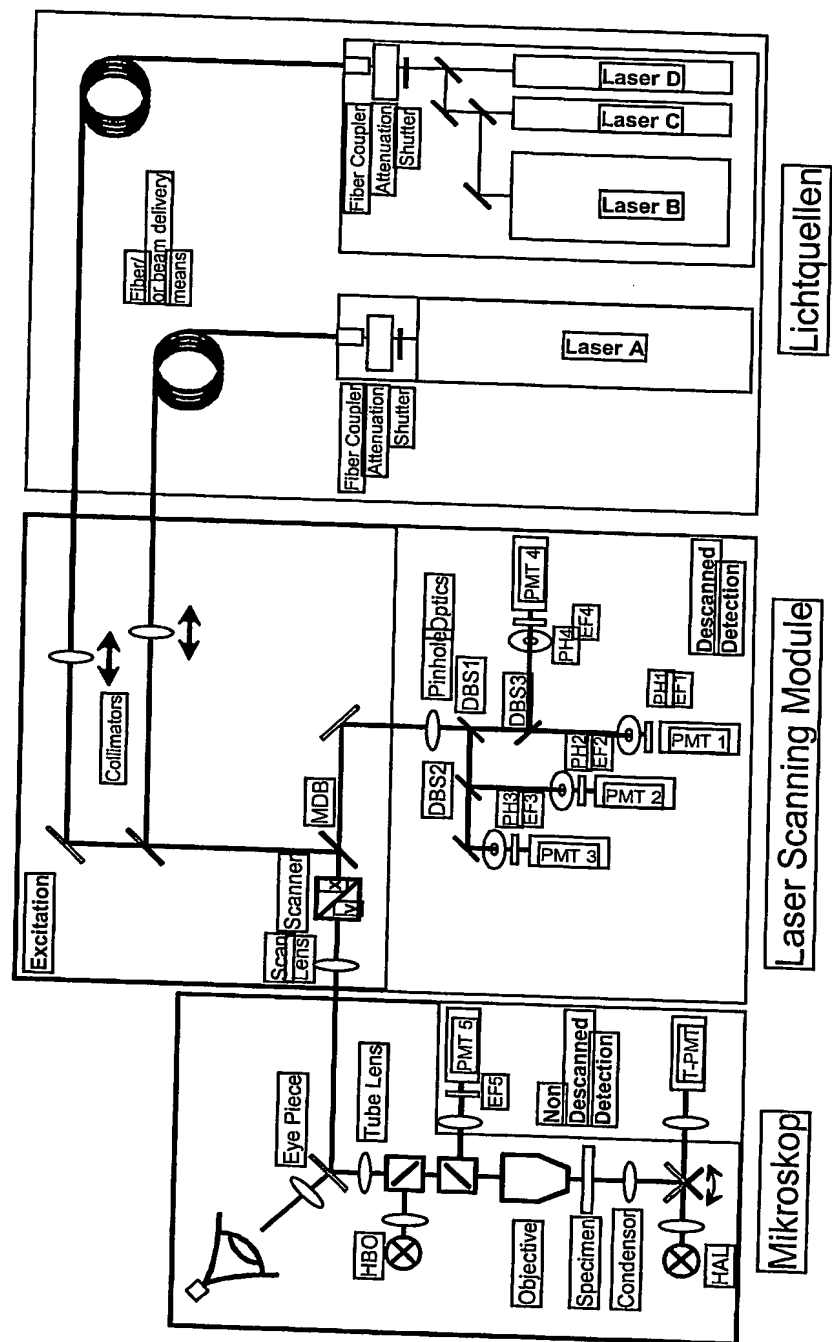 Fiber/
or beam delivery
means
Fiber Coupler
Attenuation
Shutter
Laser D
Laser C
Laser B
Fiber Coupler
Attenuation
Shutter
Laser A
Lichtquellen
Excitation
Collimators
MDB
Scanner
x
y
Scan
Lens
Pinhole Optics
DBS1
DBS2
DBS3
PMT 4
PH4
EF4
PH1
EF1
PMT 1
PH2
EF2
PMT 2
PH3
EF3
PMT 3
Descanned
Detection
Laser Scanning Module
Eye Piece
Tube Lens
HBO
PMT 5
EF5
Non
Descanned
Detection
Objective
Specimen
Condensor
T-PMT
HAL
Mikroskop